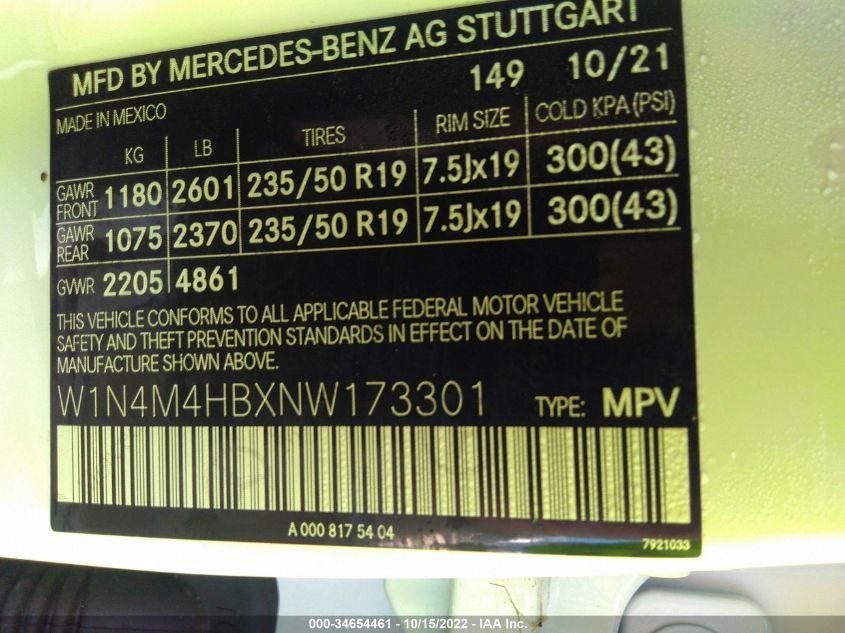 MFD BY MERCEDES-BENZ AG STUTTGART
149 10/21
MADE IN MEXICO
KG LB TIRES RIM SIZE COLD KPA (PSI)
GAWR FRONT 1180 2601 235/50 R19 7.5Jx19 300(43)
GAWR REAR 1075 2370 235/50 R19 7.5Jx19 300(43)
GVWR 2205 4861
THIS VEHICLE CONFORMS TO ALL APPLICABLE FEDERAL MOTOR VEHICLE
SAFETY AND THEFT PREVENTION STANDARDS IN EFFECT ON THE DATE OF
MANUFACTURE SHOWN ABOVE.
W1N4M4HBXNW173301 TYPE: MPV
A 000 817 54 04
7921033
000-34654461 - 10/15/2022 - IAA Inc.